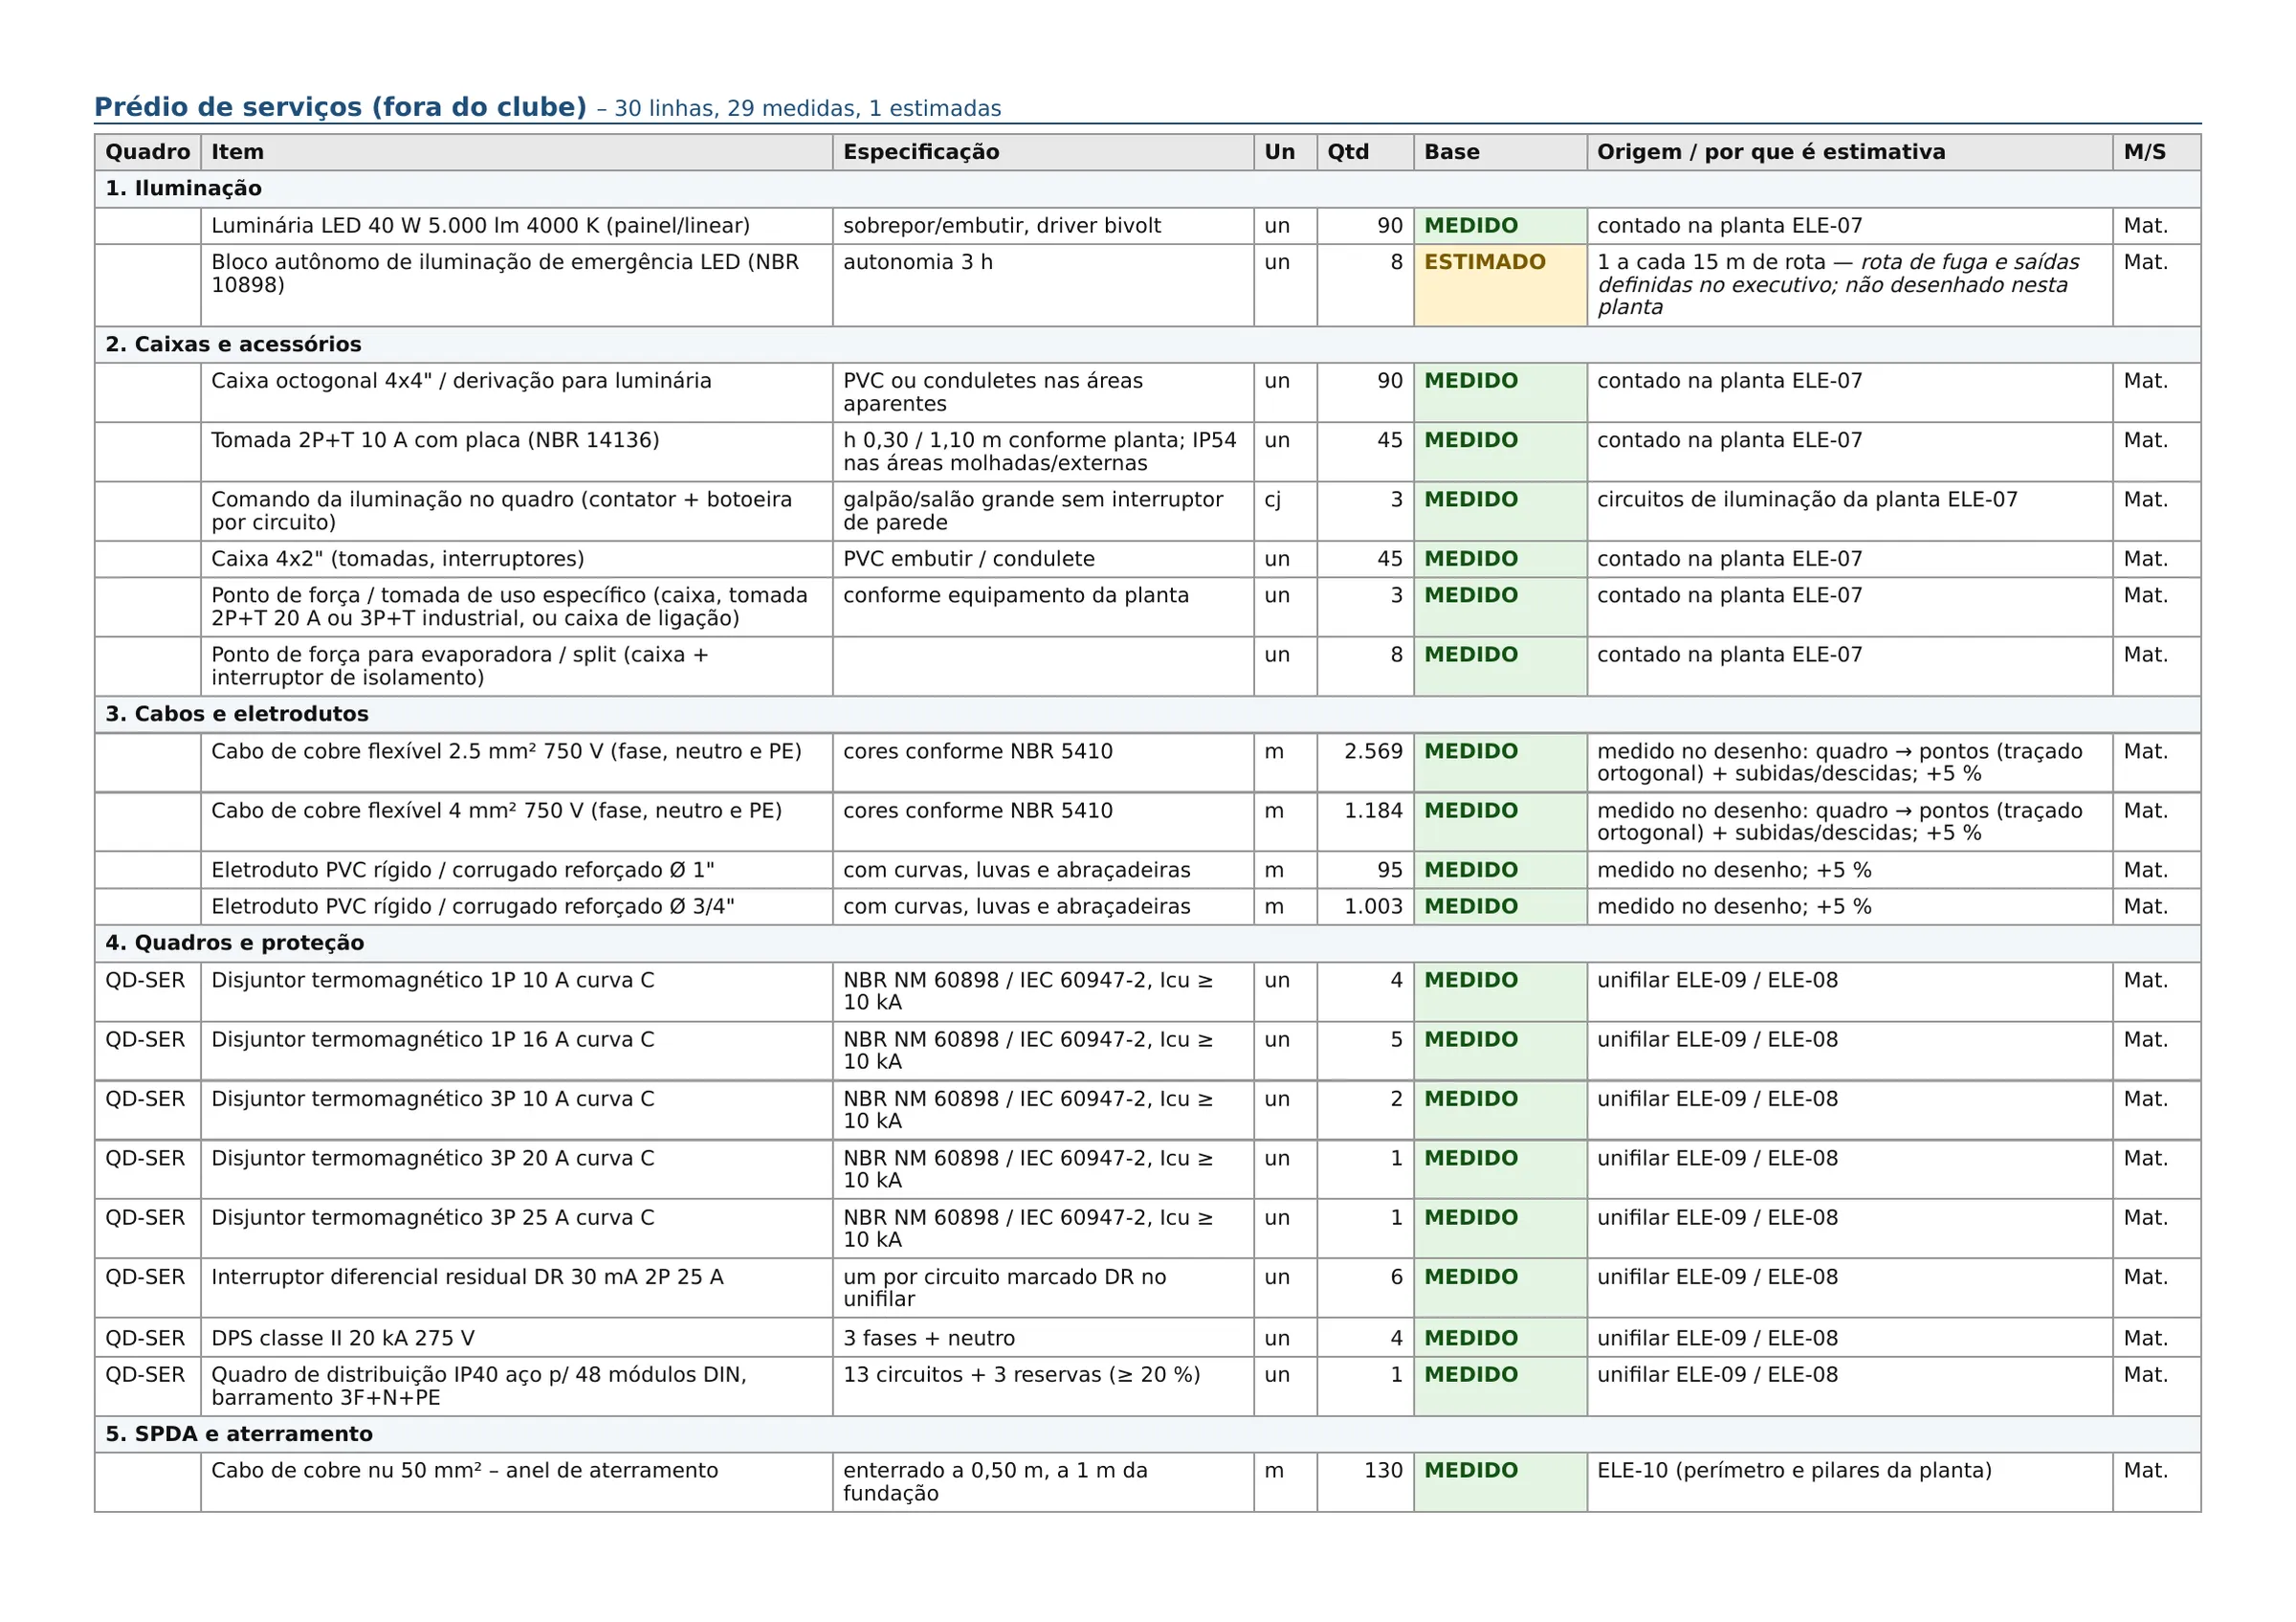 Prédio de serviços (fora do clube) – 30 linhas, 29 medidas, 1 estimadas
Quadro Item Especificação Un Qtd Base Origem / por que é estimativa M/S
1. Iluminação
Luminária LED 40 W 5.000 lm 4000 K (painel/linear) sobrepor/embutir, driver bivolt un 90 MEDIDO contado na planta ELE-07 Mat.
Bloco autônomo de iluminação de emergência LED (NBR autonomia 3 h un 8 ESTIMADO 1 a cada 15 m de rota — rota de fuga e saídas Mat.
10898) definidas no executivo; não desenhado nesta
planta
2. Caixas e acessórios
Caixa octogonal 4x4" / derivação para luminária PVC ou conduletes nas áreas un 90 MEDIDO contado na planta ELE-07 Mat.
aparentes
Tomada 2P+T 10 A com placa (NBR 14136) h 0,30 / 1,10 m conforme planta; IP54 un 45 MEDIDO contado na planta ELE-07 Mat.
nas áreas molhadas/externas
Comando da iluminação no quadro (contator + botoeira galpão/salão grande sem interruptor cj 3 MEDIDO circuitos de iluminação da planta ELE-07 Mat.
por circuito) de parede
Caixa 4x2" (tomadas, interruptores) PVC embutir / condulete un 45 MEDIDO contado na planta ELE-07 Mat.
Ponto de força / tomada de uso específico (caixa, tomada conforme equipamento da planta un 3 MEDIDO contado na planta ELE-07 Mat.
2P+T 20 A ou 3P+T industrial, ou caixa de ligação)
Ponto de força para evaporadora / split (caixa + un 8 MEDIDO contado na planta ELE-07 Mat.
interruptor de isolamento)
3. Cabos e eletrodutos
Cabo de cobre flexível 2.5 mm² 750 V (fase, neutro e PE) cores conforme NBR 5410 m 2.569 MEDIDO medido no desenho: quadro → pontos (traçado Mat.
ortogonal) + subidas/descidas; +5 %
Cabo de cobre flexível 4 mm² 750 V (fase, neutro e PE) cores conforme NBR 5410 m 1.184 MEDIDO medido no desenho: quadro → pontos (traçado Mat.
ortogonal) + subidas/descidas; +5 %
Eletroduto PVC rígido / corrugado reforçado Ø 1" com curvas, luvas e abraçadeiras m 95 MEDIDO medido no desenho; +5 % Mat.
Eletroduto PVC rígido / corrugado reforçado Ø 3/4" com curvas, luvas e abraçadeiras m 1.003 MEDIDO medido no desenho; +5 % Mat.
4. Quadros e proteção
QD-SER Disjuntor termomagnético 1P 10 A curva C NBR NM 60898 / IEC 60947-2, Icu ≥ un 4 MEDIDO unifilar ELE-09 / ELE-08 Mat.
10 kA
QD-SER Disjuntor termomagnético 1P 16 A curva C NBR NM 60898 / IEC 60947-2, Icu ≥ un 5 MEDIDO unifilar ELE-09 / ELE-08 Mat.
10 kA
QD-SER Disjuntor termomagnético 3P 10 A curva C NBR NM 60898 / IEC 60947-2, Icu ≥ un 2 MEDIDO unifilar ELE-09 / ELE-08 Mat.
10 kA
QD-SER Disjuntor termomagnético 3P 20 A curva C NBR NM 60898 / IEC 60947-2, Icu ≥ un 1 MEDIDO unifilar ELE-09 / ELE-08 Mat.
10 kA
QD-SER Disjuntor termomagnético 3P 25 A curva C NBR NM 60898 / IEC 60947-2, Icu ≥ un 1 MEDIDO unifilar ELE-09 / ELE-08 Mat.
10 kA
QD-SER Interruptor diferencial residual DR 30 mA 2P 25 A um por circuito marcado DR no un 6 MEDIDO unifilar ELE-09 / ELE-08 Mat.
unifilar
QD-SER DPS classe II 20 kA 275 V 3 fases + neutro un 4 MEDIDO unifilar ELE-09 / ELE-08 Mat.
QD-SER Quadro de distribuição IP40 aço p/ 48 módulos DIN, 13 circuitos + 3 reservas (≥ 20 %) un 1 MEDIDO unifilar ELE-09 / ELE-08 Mat.
barramento 3F+N+PE
5. SPDA e aterramento
Cabo de cobre nu 50 mm² – anel de aterramento enterrado a 0,50 m, a 1 m da m 130 MEDIDO ELE-10 (perímetro e pilares da planta) Mat.
fundação